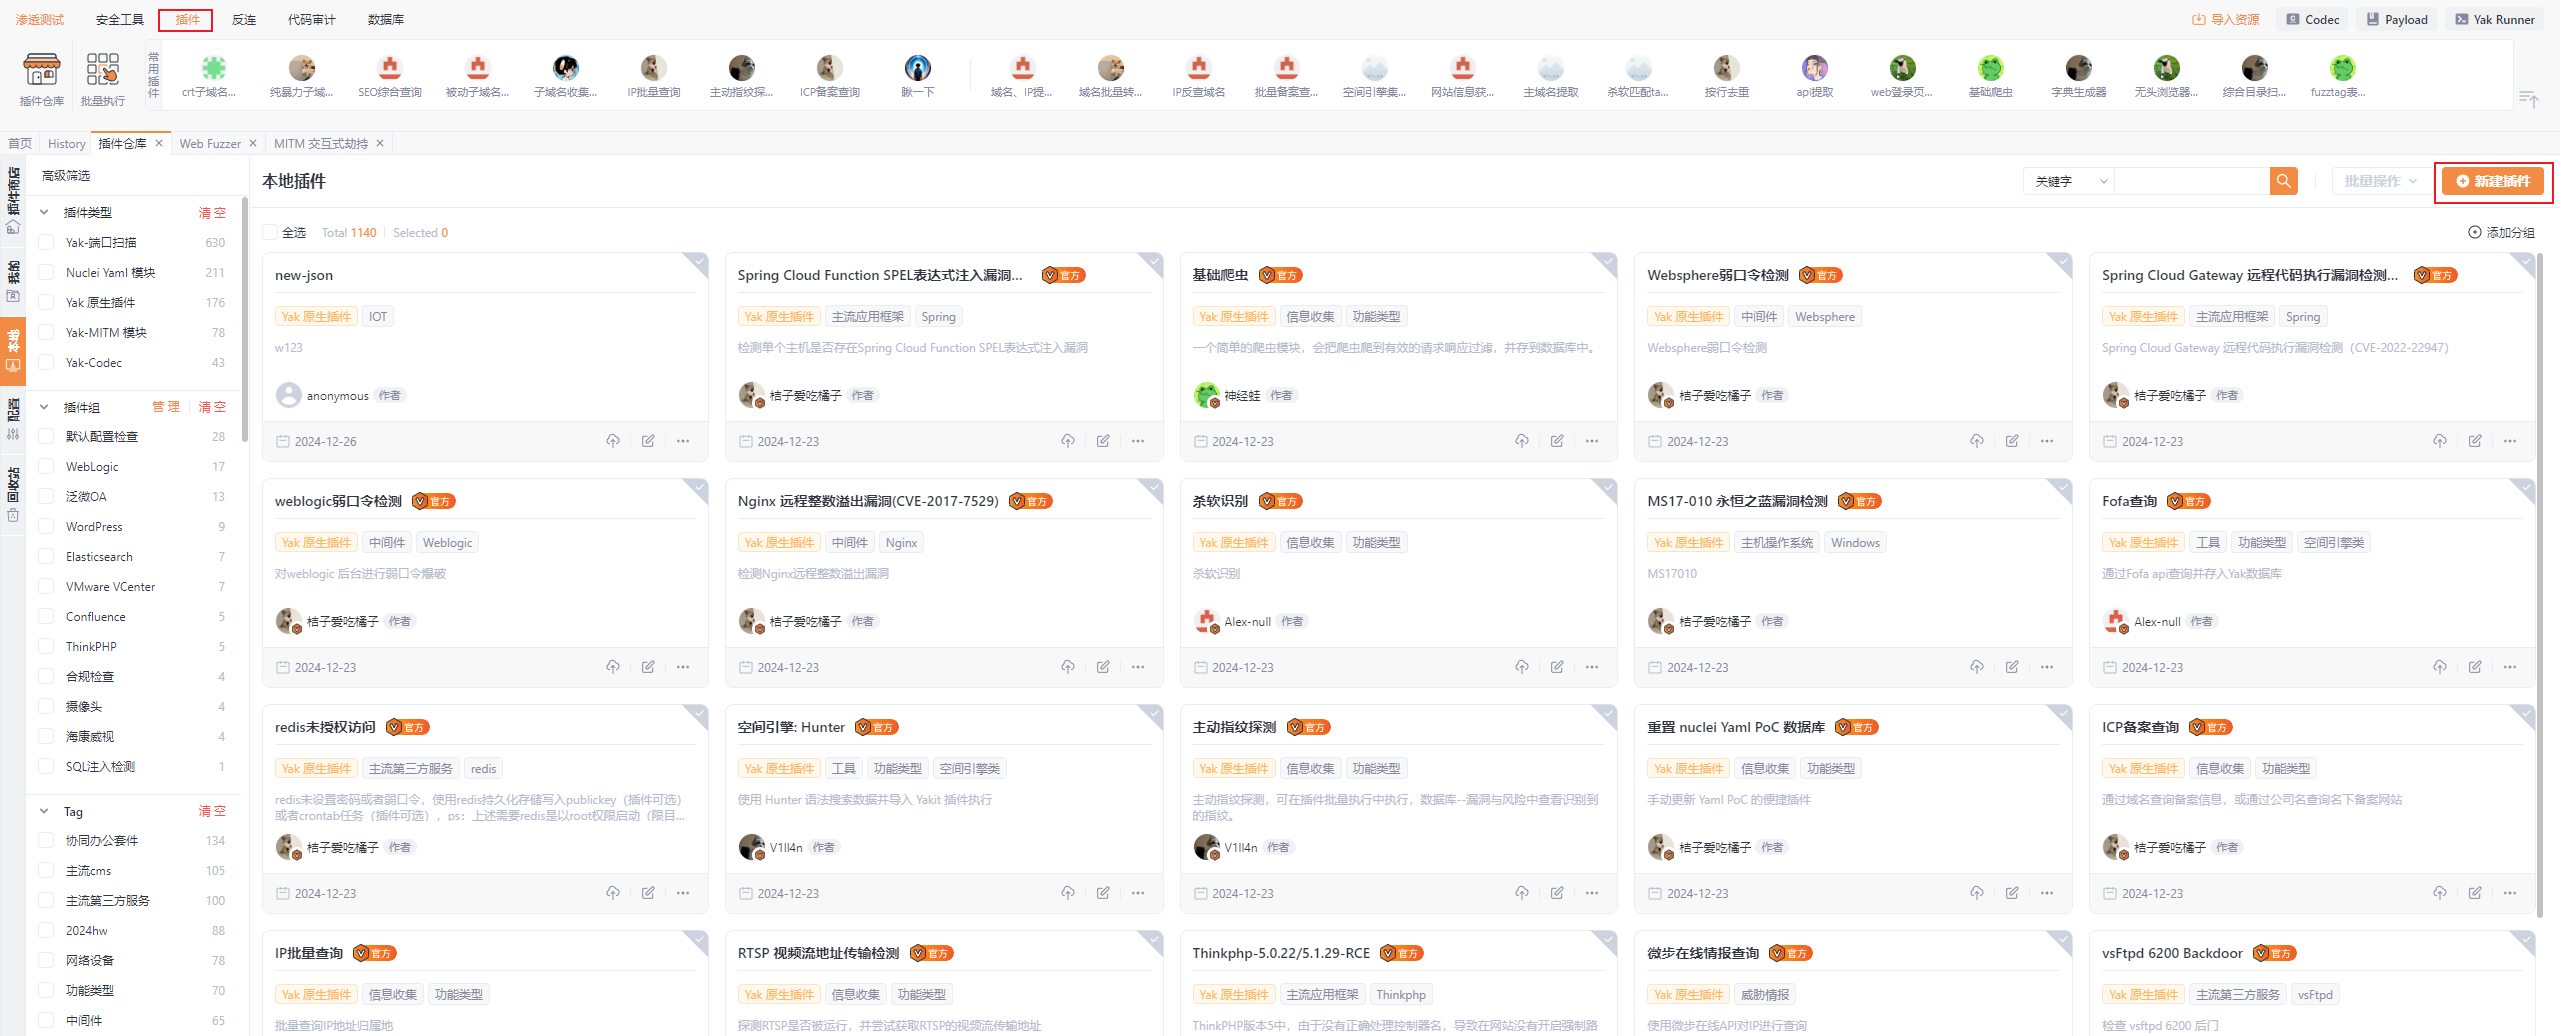 渗透测试 安全工具 插件 反连 代码审计 数据库 导入资源 Codec Payload Yak Runner
插件仓库 批量执行 常用插件 crt子域名... 纯暴力子域... SEO综合查询 被动子域名... 子域名收集... IP批量查询 主动指纹探... ICP备案查询 瞅一下 域名、IP提... 域名批量转... IP反查域名 批量备案查... 空间引擎集... 网站信息获... 主域名提取 杀软匹配ta... 按行去重 api提取 web登录页... 基础爬虫 字典生成器 无头浏览器... 综合目录扫... fuzztag表...
首页 History 插件仓库 Web Fuzzer MITM 交互式劫持
插件商店
我的
本地
配置
回收站
高级筛选
插件类型 清空
Yak-端口扫描 630
Nuclei Yaml 模块 211
Yak 原生插件 176
Yak-MITM 模块 78
Yak-Codec 43
插件组 管理 清空
默认配置检查 28
WebLogic 17
泛微OA 13
WordPress 9
Elasticsearch 7
VMware VCenter 7
Confluence 5
ThinkPHP 5
合规检查 4
摄像头 4
海康威视 4
SQL注入检测 1
Tag 清空
协同办公套件 134
主流cms 105
主流第三方服务 100
2024hw 88
网络设备 78
功能类型 70
中间件 65
本地插件 关键字 批量操作 新建插件
全选 Total 1140 Selected 0 添加分组
new-json
Yak 原生插件 IOT
w123
anonymous 作者
2024-12-26
Spring Cloud Function SPEL表达式注入漏洞... 官方
Yak 原生插件 主流应用框架 Spring
检测单个主机是否存在Spring Cloud Function SPEL表达式注入漏洞
桔子爱吃橘子 作者
2024-12-23
基础爬虫 官方
Yak 原生插件 信息收集 功能类型
一个简单的爬虫模块，会把爬虫爬到有效的请求响应过滤，并存到数据库中。
神经蛙 作者
2024-12-23
Websphere弱口令检测 官方
Yak 原生插件 中间件 Websphere
Websphere弱口令检测
桔子爱吃橘子 作者
2024-12-23
Spring Cloud Gateway 远程代码执行漏洞检测... 官方
Yak 原生插件 主流应用框架 Spring
Spring Cloud Gateway 远程代码执行漏洞检测（CVE-2022-22947）
桔子爱吃橘子 作者
2024-12-23
weblogic弱口令检测 官方
Yak 原生插件 中间件 Weblogic
对weblogic 后台进行弱口令爆破
桔子爱吃橘子 作者
2024-12-23
Nginx 远程整数溢出漏洞(CVE-2017-7529) 官方
Yak 原生插件 中间件 Nginx
检测Nginx远程整数溢出漏洞
桔子爱吃橘子 作者
2024-12-23
杀软识别 官方
Yak 原生插件 信息收集 功能类型
杀软识别
Alex-null 作者
2024-12-23
MS17-010 永恒之蓝漏洞检测 官方
Yak 原生插件 主机操作系统 Windows
MS17010
桔子爱吃橘子 作者
2024-12-23
Fofa查询 官方
Yak 原生插件 工具 功能类型 空间引擎类
通过Fofa api查询并存入Yak数据库
Alex-null 作者
2024-12-23
redis未授权访问 官方
Yak 原生插件 主流第三方服务 redis
redis未设置密码或者弱口令，使用redis持久化存储写入publickey（插件可选）
或者crontab任务（插件可选），ps：上述需要redis是以root权限启动（限目...
桔子爱吃橘子 作者
2024-12-23
空间引擎: Hunter 官方
Yak 原生插件 工具 功能类型 空间引擎类
使用 Hunter 语法搜索数据并导入 Yakit 插件执行
V1ll4n 作者
2024-12-23
主动指纹探测 官方
Yak 原生插件 信息收集 功能类型
主动指纹探测，可在插件批量执行中执行，数据库--漏洞与风险中查看识别到
的指纹。
V1ll4n 作者
2024-12-23
重置 nuclei Yaml PoC 数据库 官方
Yak 原生插件 信息收集 功能类型
手动更新 Yaml PoC 的便捷插件
桔子爱吃橘子 作者
2024-12-23
ICP备案查询 官方
Yak 原生插件 信息收集 功能类型
通过域名查询备案信息，或通过公司名查询名下备案网站
桔子爱吃橘子 作者
2024-12-23
IP批量查询 官方
Yak 原生插件 信息收集 功能类型
批量查询IP地址归属地
RTSP 视频流地址传输检测 官方
Yak 原生插件 信息收集 功能类型
探测RTSP是否被运行，并尝试获取RTSP的视频流传输地址
Thinkphp-5.0.22/5.1.29-RCE 官方
Yak 原生插件 主流应用框架 Thinkphp
ThinkPHP版本5中，由于没有正确处理控制器名，导致在网站没有开启强制路
微步在线情报查询 官方
Yak 原生插件 威胁情报
使用微步在线API对IP进行查询
vsFtpd 6200 Backdoor 官方
Yak 原生插件 主流第三方服务 vsFtpd
检查 vsftpd 6200 后门